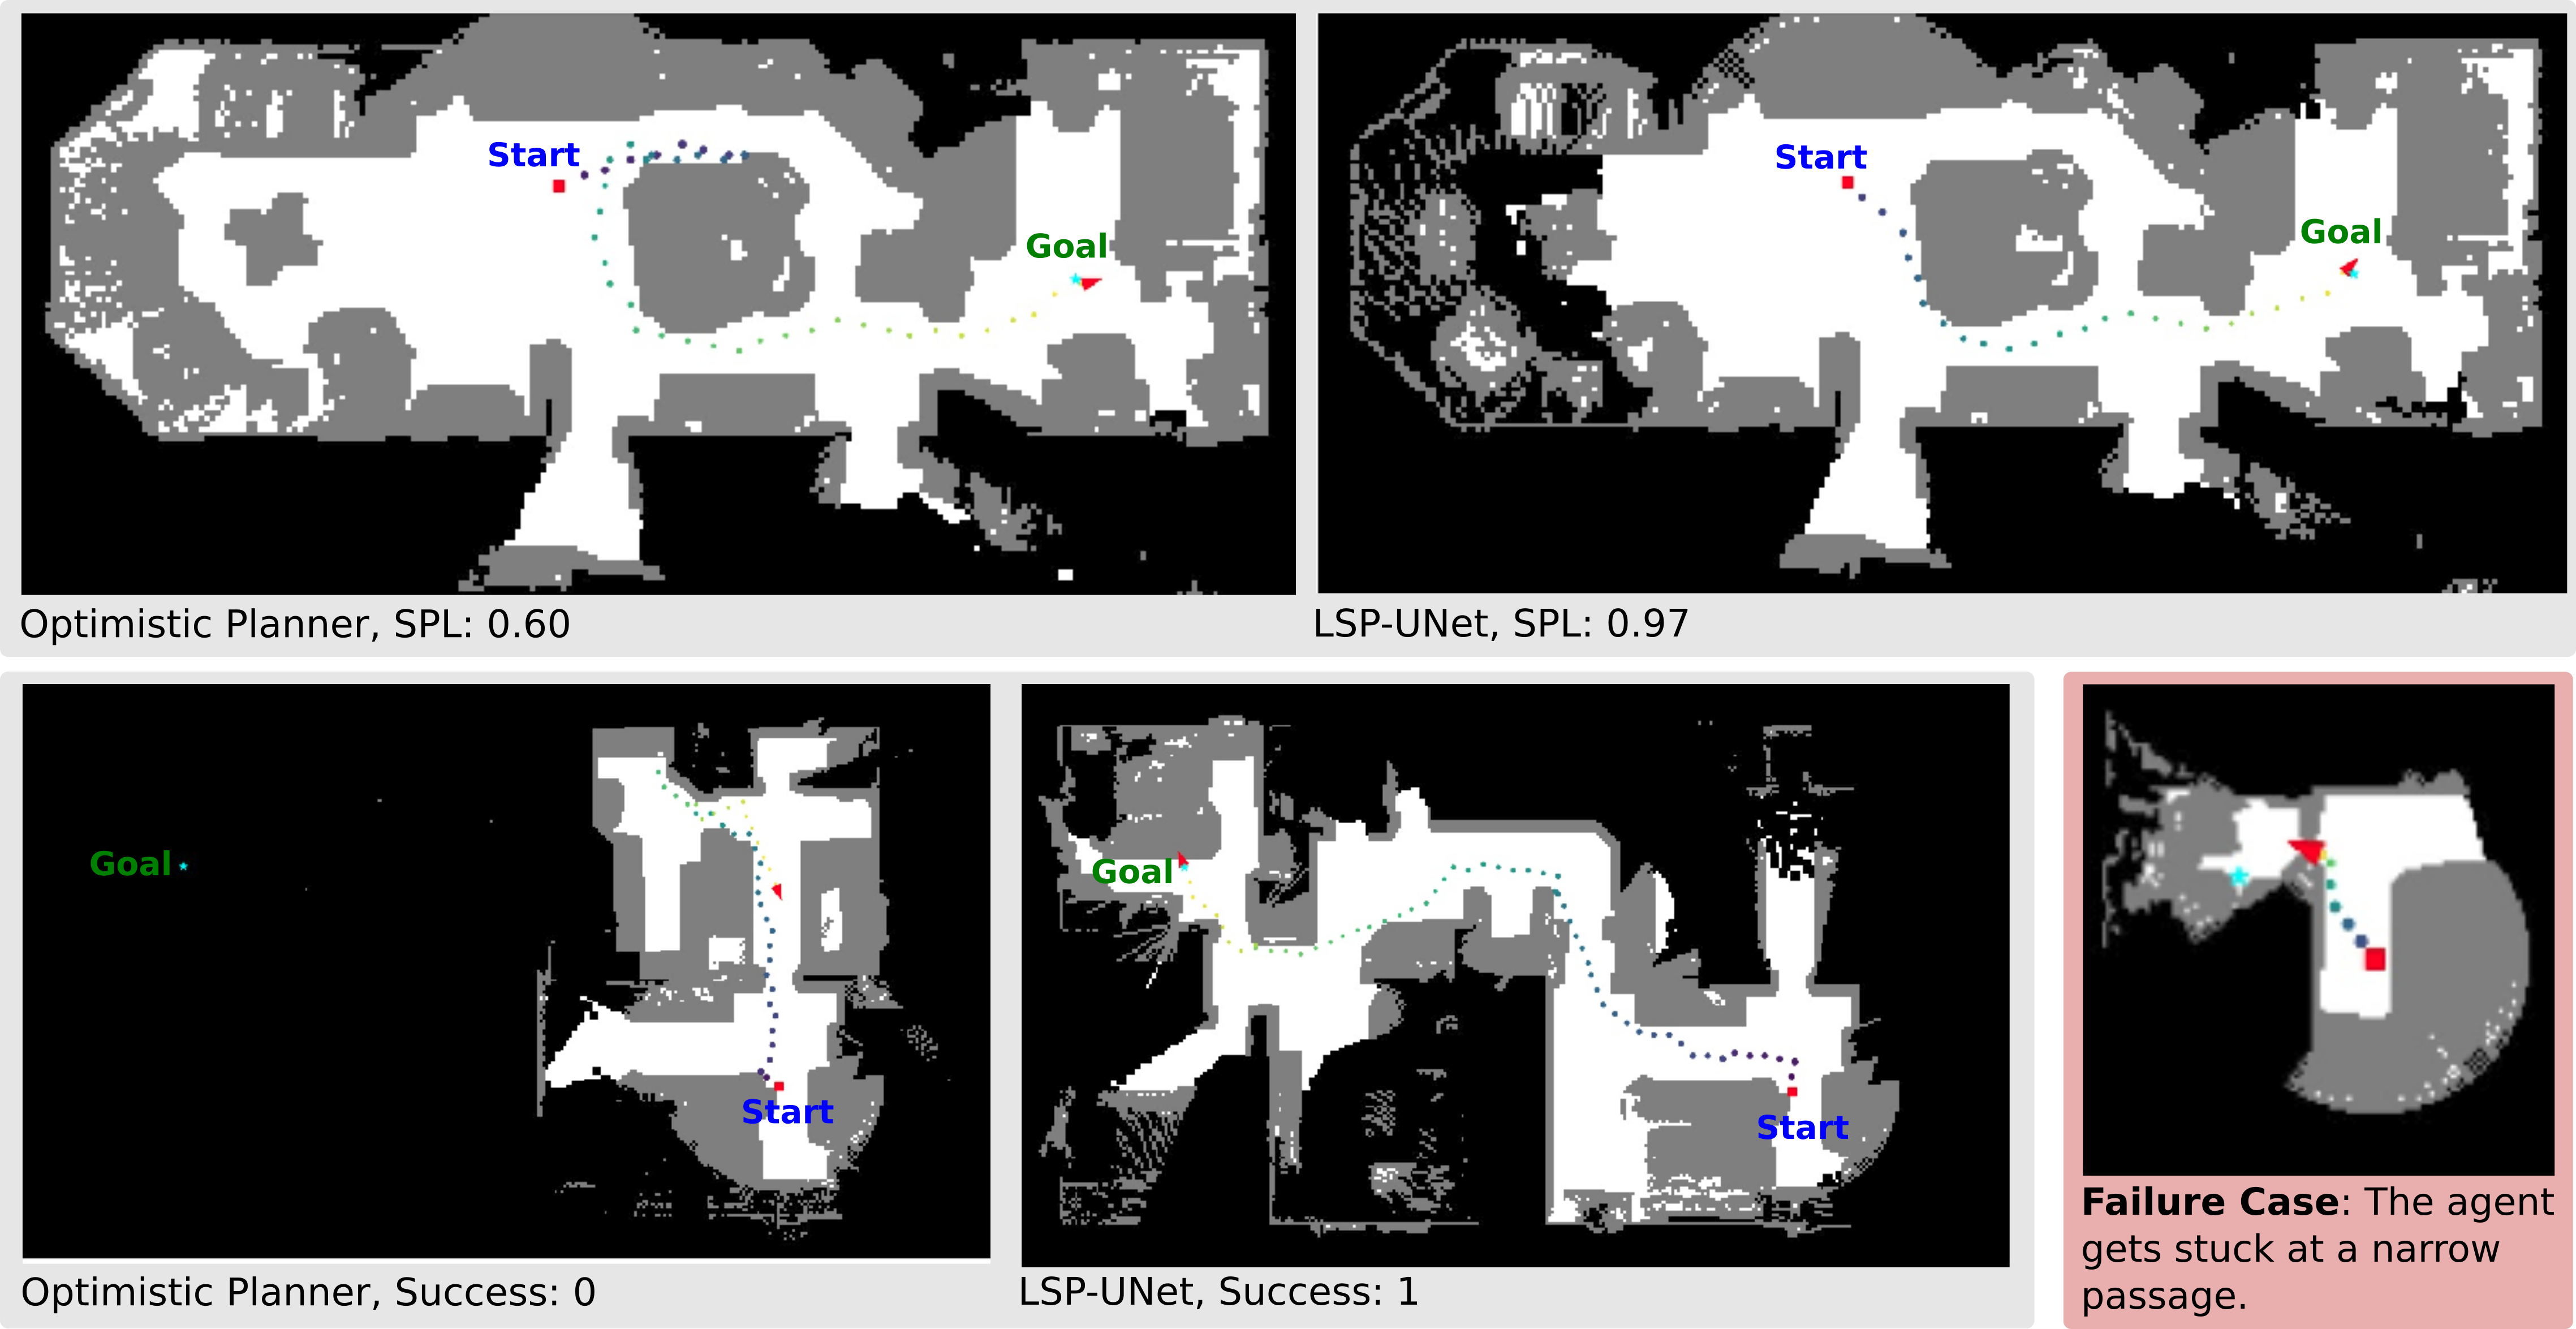 Start
Goal
Optimistic Planner, SPL: 0.60
Start
Goal
LSP-UNet, SPL: 0.97
Goal
Start
Optimistic Planner, Success: 0
Goal
Start
LSP-UNet, Success: 1
Failure Case: The agent
gets stuck at a narrow
passage.